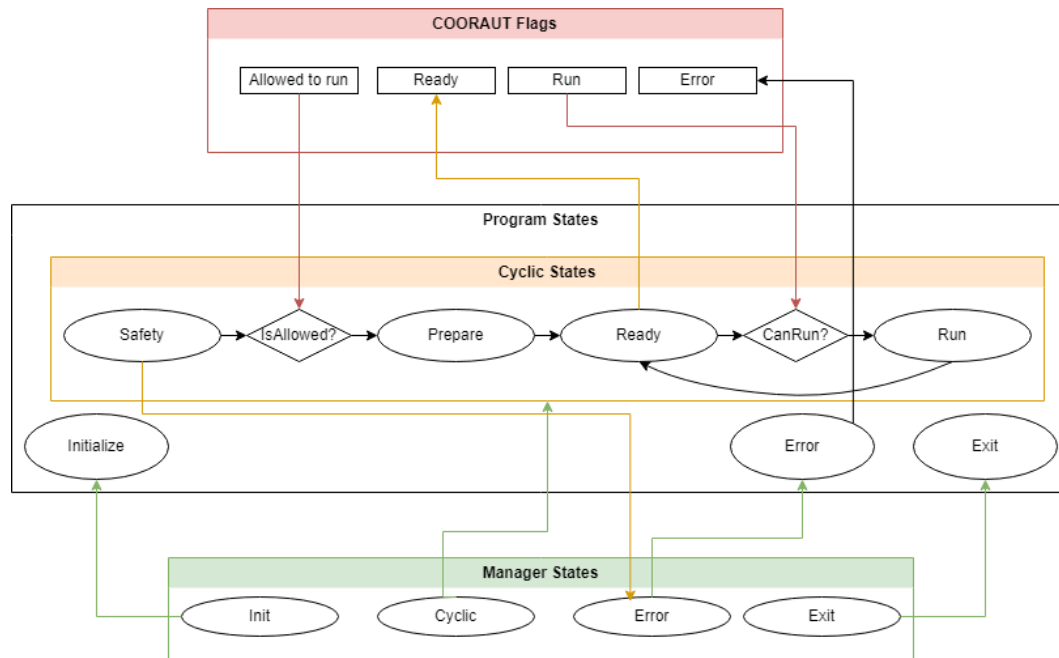 COORAUT Flags
Allowed to run
Ready
Run
Error
Program States
Cyclic States
Safety
IsAllowed?
Prepare
Ready
CanRun?
Run
Initialize
Error
Exit
Manager States
Init
Cyclic
Error
Exit